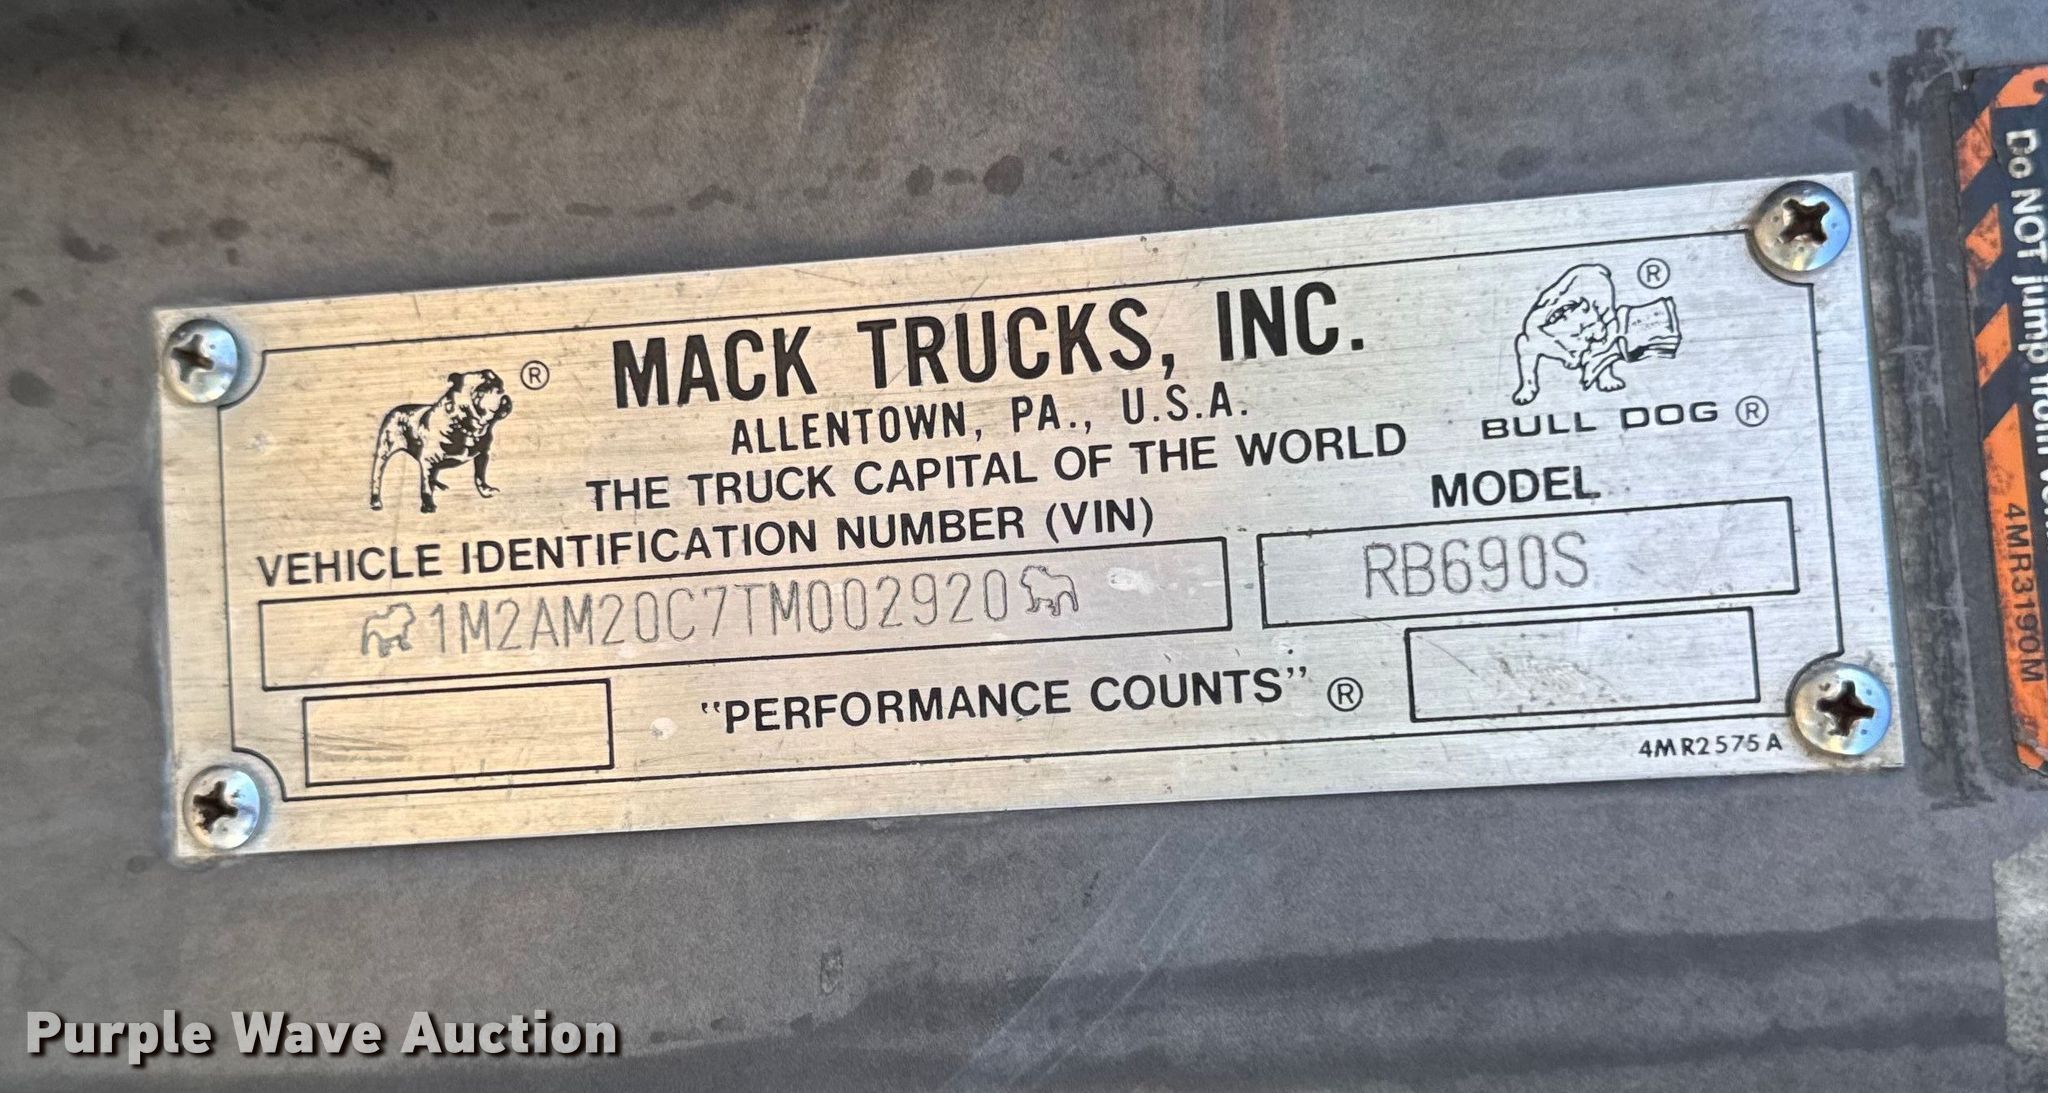 ® MACK TRUCKS, INC. ®
ALLENTOWN, PA., U.S.A.
BULL DOG ®
THE TRUCK CAPITAL OF THE WORLD
VEHICLE IDENTIFICATION NUMBER (VIN)
MODEL
1M2AM20C7TM002920
RB690S
"PERFORMANCE COUNTS" ®
4MR2575A
Do NOT jump from
4MR3190M
Purple Wave Auction